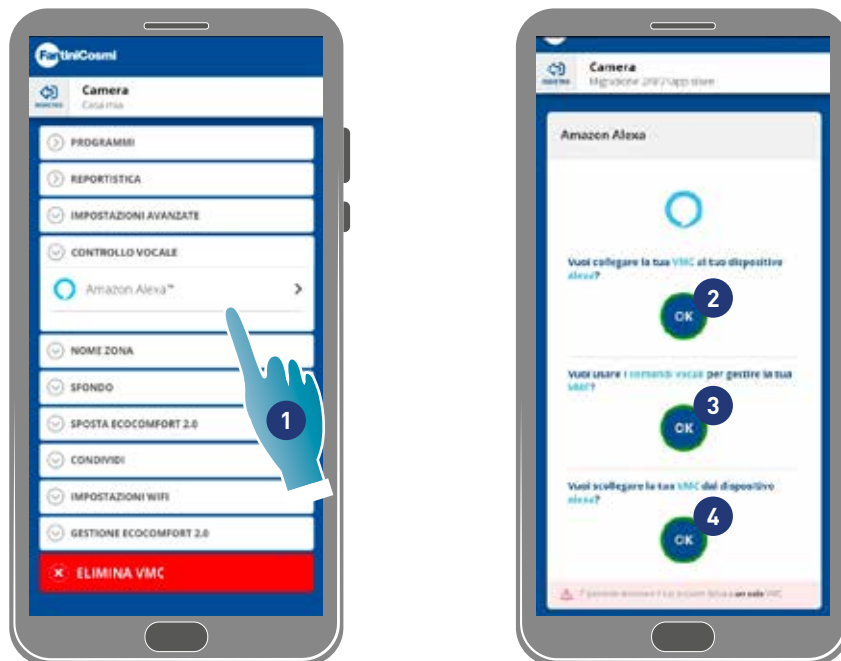 FantiniCosmi
Camera
Casa mia
PROGRAMMI
REPORTISTICA
IMPOSTAZIONI AVANZATE
CONTROLLO VOCALE
Amazon Alexa™
NOME ZONA
SFONDO
SPOSTA ECOCOMFORT 2.0
CONDIVIDI
IMPOSTAZIONI WIFI
GESTIONE ECOCOMFORT 2.0
ELIMINA VMC
1
Camera
Amazon Alexa
Vuoi collegare la tua VMC al tuo dispositivo
alexa?
OK
2
Vuoi usare i comandi vocali per gestire la tua
VMC?
OK
3
Vuoi scollegare la tua VMC dal dispositivo
alexa?
OK
4
un solo VMC